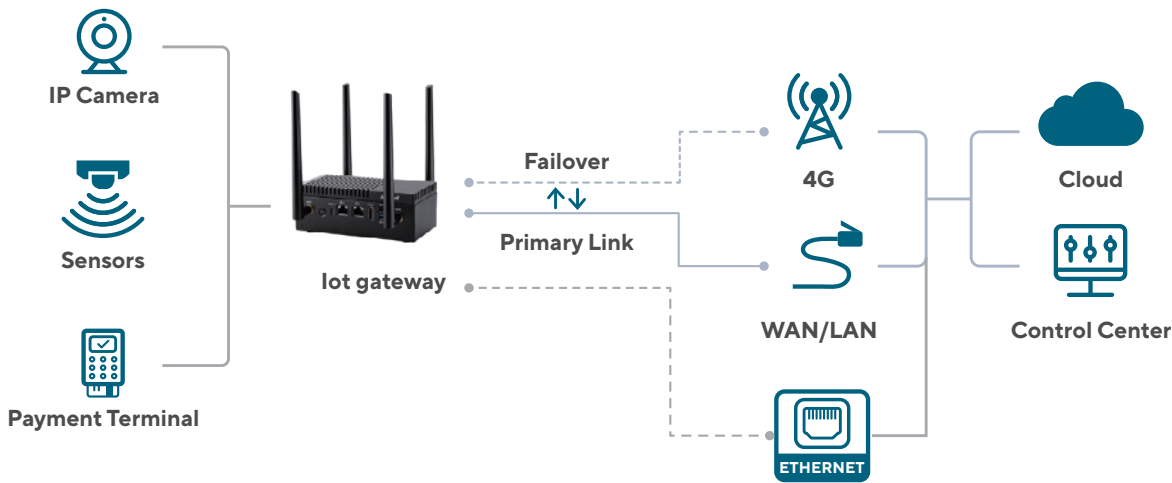 IP Camera
Sensors
Payment Terminal
Iot gateway
Failover
Primary Link
4G
WAN/LAN
ETHERNET
Cloud
Control Center